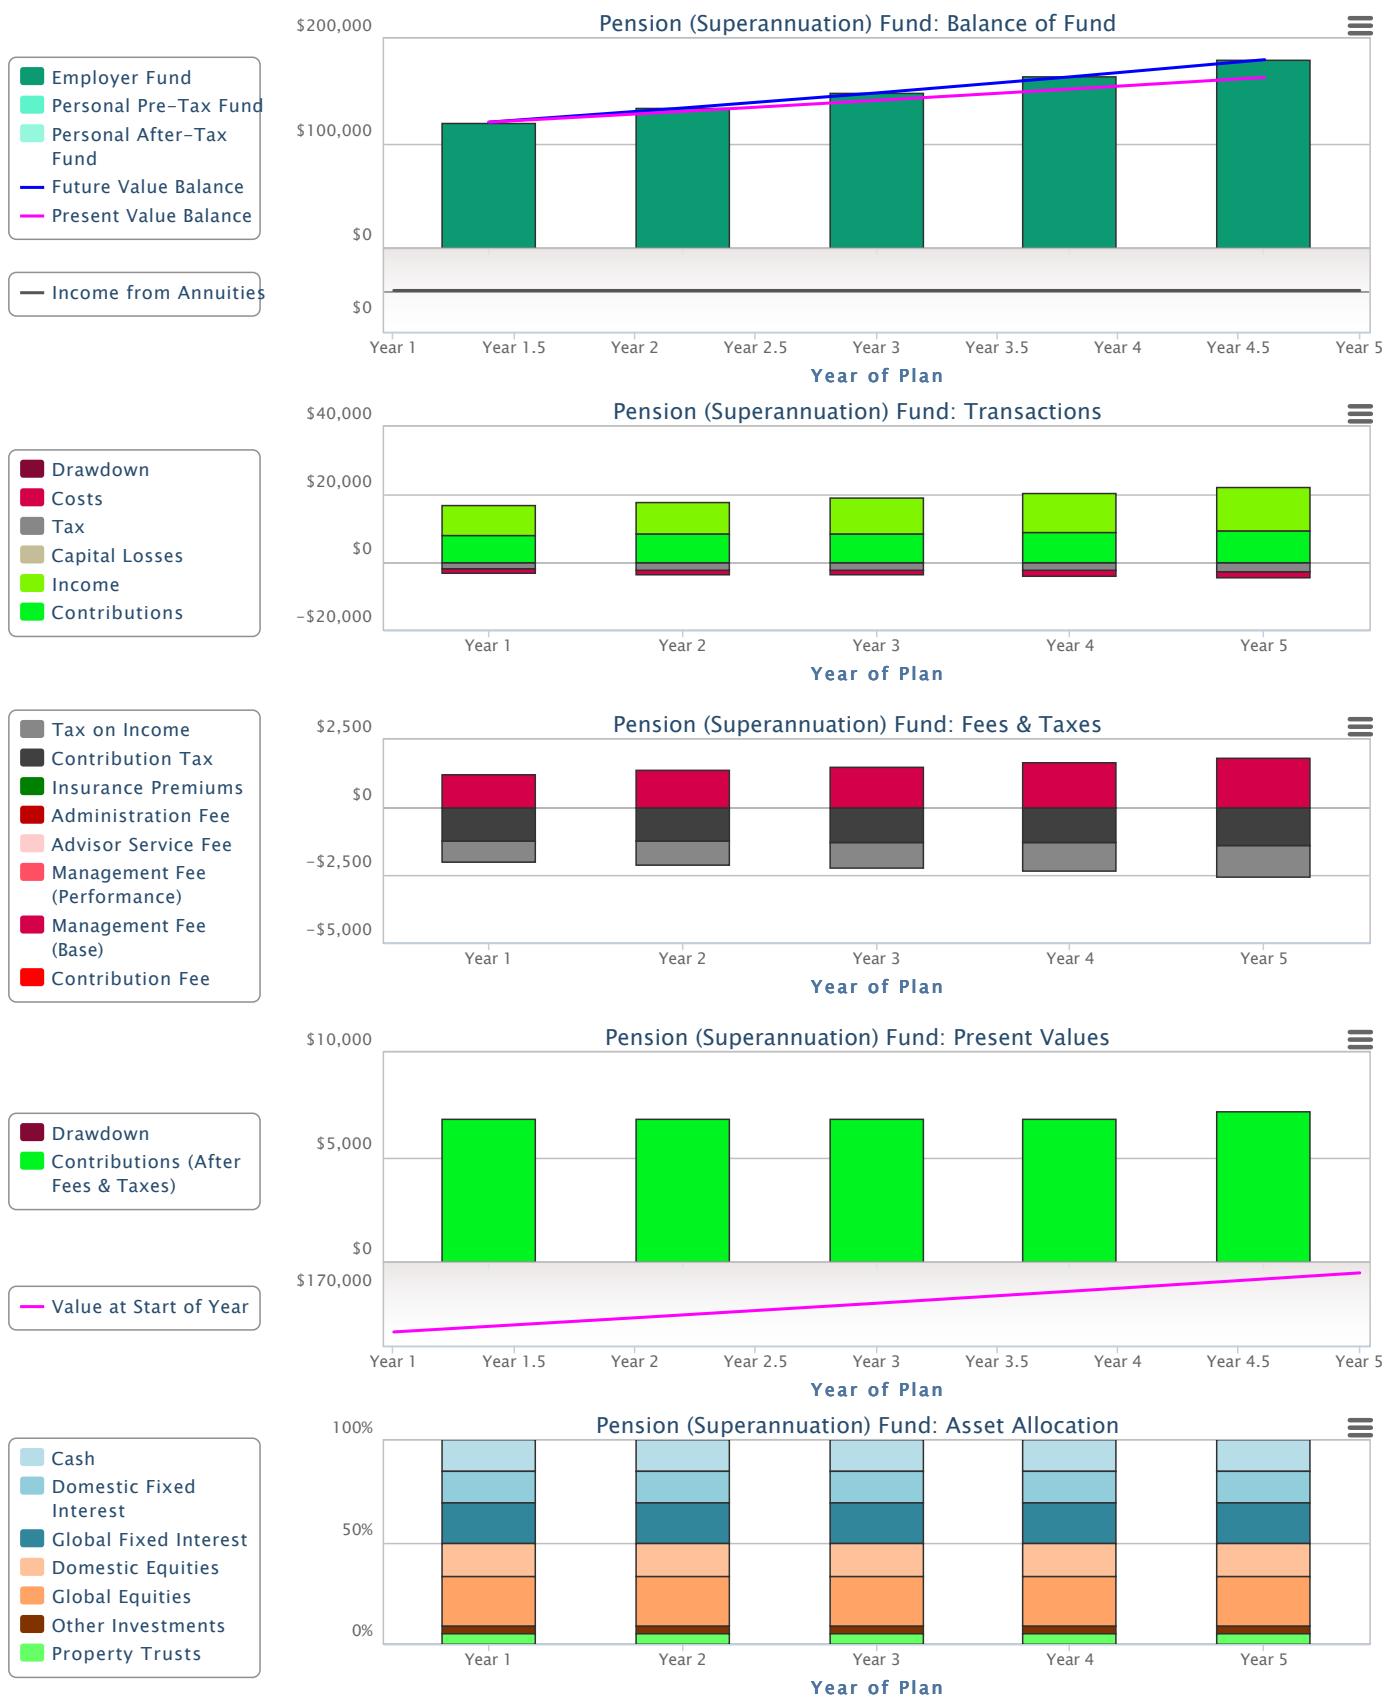 Pension (Superannuation) Fund: Balance of Fund
$200,000
$100,000
$0
$0
Employer Fund
Personal Pre-Tax Fund
Personal After-Tax
Fund
Future Value Balance
Present Value Balance
Income from Annuities
Year 1 Year 1.5 Year 2 Year 2.5 Year 3 Year 3.5 Year 4 Year 4.5 Year 5
Year of Plan
Pension (Superannuation) Fund: Transactions
$40,000
$20,000
$0
-$20,000
Drawdown
Costs
Tax
Capital Losses
Income
Contributions
Year 1 Year 2 Year 3 Year 4 Year 5
Year of Plan
Pension (Superannuation) Fund: Fees & Taxes
$2,500
$0
-$2,500
-$5,000
Tax on Income
Contribution Tax
Insurance Premiums
Administration Fee
Advisor Service Fee
Management Fee
(Performance)
Management Fee
(Base)
Contribution Fee
Year 1 Year 2 Year 3 Year 4 Year 5
Year of Plan
Pension (Superannuation) Fund: Present Values
$10,000
$5,000
$0
$170,000
Drawdown
Contributions (After
Fees & Taxes)
Value at Start of Year
Year 1 Year 1.5 Year 2 Year 2.5 Year 3 Year 3.5 Year 4 Year 4.5 Year 5
Year of Plan
Pension (Superannuation) Fund: Asset Allocation
100%
50%
0%
Cash
Domestic Fixed
Interest
Global Fixed Interest
Domestic Equities
Global Equities
Other Investments
Property Trusts
Year 1 Year 2 Year 3 Year 4 Year 5
Year of Plan